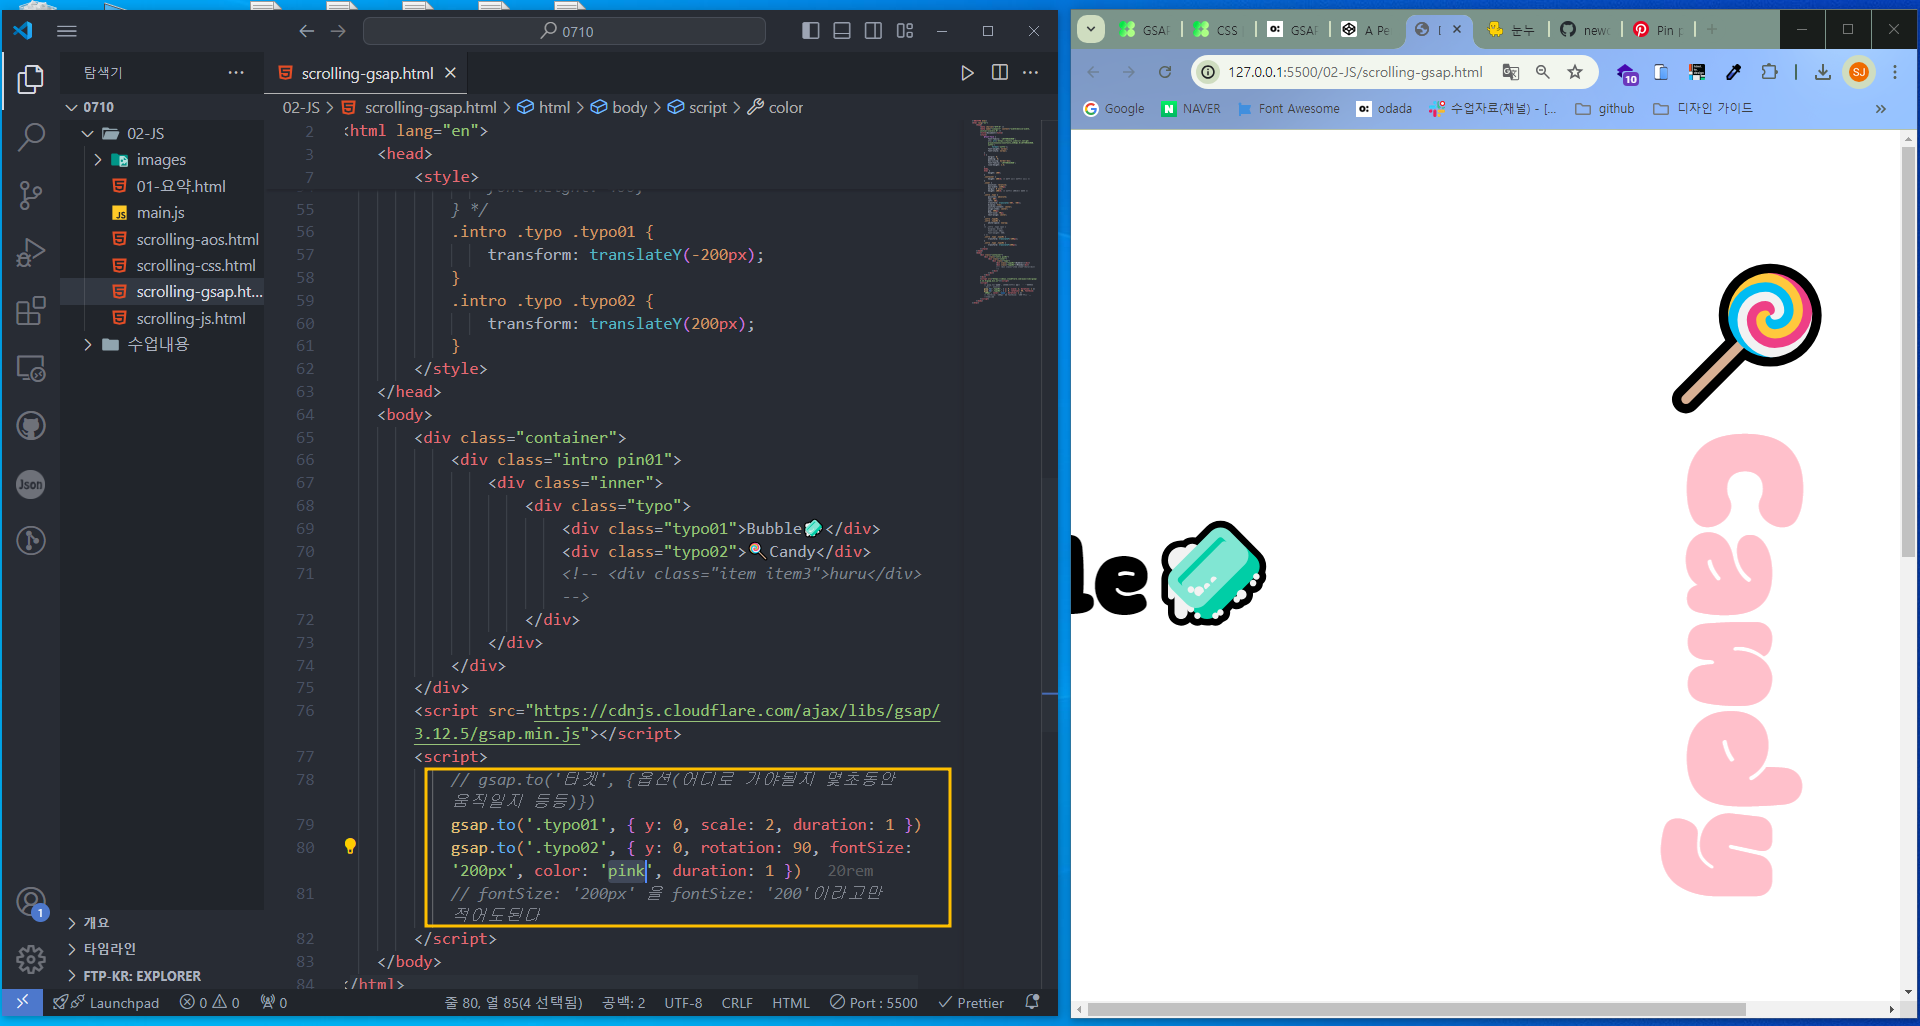 0710
탐색기
scrolling-gsap.html
GSAP
CSS
GSAP
A Pe
눈누
newc
Pin p
127.0.0.1:5500/02-JS/scrolling-gsap.html
10
SJ
Google
NAVER
Font Awesome
odada
수업자료(채널) - [...
github
디자인 가이드
0710
02-JS
images
01-요약.html
JS main.js
scrolling-aos.html
scrolling-css.html
scrolling-gsap.ht...
scrolling-js.html
수업내용
Json
1
개요
타임라인
FTP-KR: EXPLORER
02-JS > scrolling-gsap.html > html > body > script > color
2 <html lang="en">
3 <head>
7 <style>
55 } */
56 .intro .typo .typo01 {
57 transform: translateY(-200px);
58 }
59 .intro .typo .typo02 {
60 transform: translateY(200px);
61 }
62 </style>
63 </head>
64 <body>
65 <div class="container">
66 <div class="intro pin01">
67 <div class="inner">
68 <div class="typo">
69 <div class="typo01">Bubble🧼</div>
70 <div class="typo02">🍭Candy</div>
71 <!-- <div class="item item3">huru</div>
-->
72 </div>
73 </div>
74 </div>
75 </div>
76 <script src="https://cdnjs.cloudflare.com/ajax/libs/gsap/
3.12.5/gsap.min.js"></script>
77 <script>
78 // gsap.to('타겟', {옵션(어디로 가야될지 몇초동안
움직일지 등등)})
79 gsap.to('.typo01', { y: 0, scale: 2, duration: 1 })
80 gsap.to('.typo02', { y: 0, rotation: 90, fontSize:
'200px', color: 'pink', duration: 1 }) 20rem
81 // fontSize: '200px' 을 fontSize: '200'이라고만
적어도된다
82 </script>
83 </body>
84 </html>
le
Candy
Launchpad
0 0
0
줄 80, 열 85(4 선택됨)
공백: 2
UTF-8
CRLF
HTML
Port : 5500
Prettier